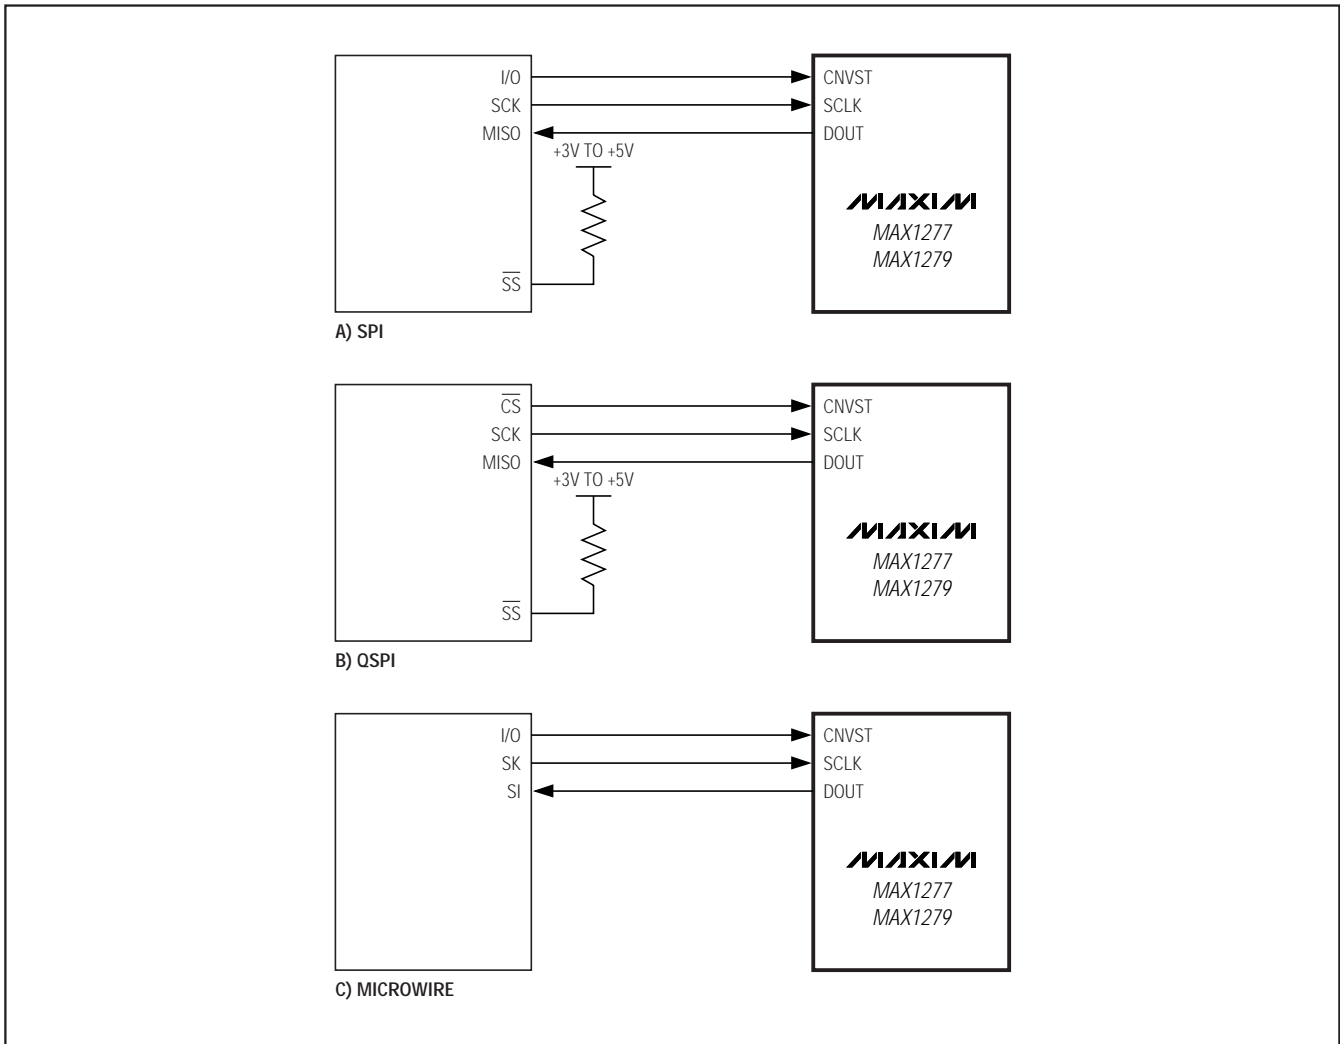 I/O CNVST
SCK SCLK
MISO DOUT
+3V TO +5V
MAXIM
MAX1277
MAX1279
SS
A) SPI
CS CNVST
SCK SCLK
MISO DOUT
+3V TO +5V
MAXIM
MAX1277
MAX1279
SS
B) QSPI
I/O CNVST
SK SCLK
SI DOUT
MAXIM
MAX1277
MAX1279
C) MICROWIRE